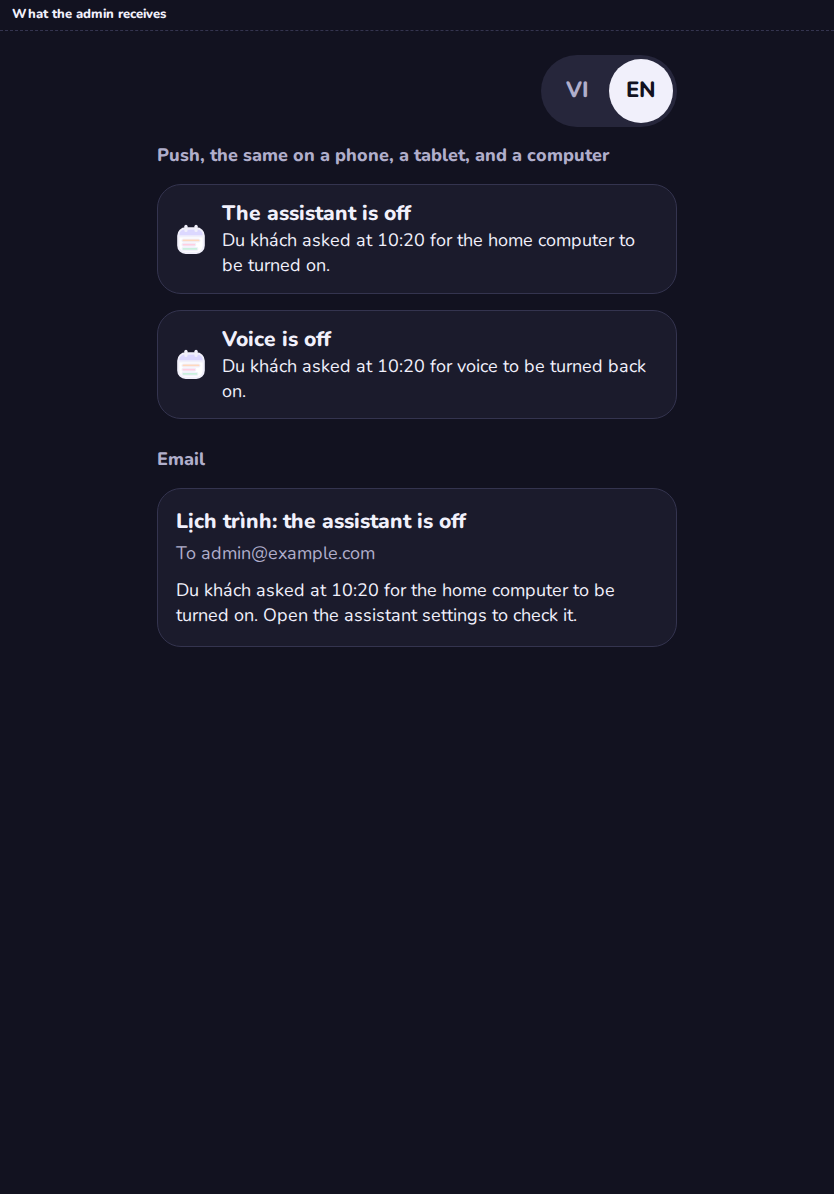 What the admin receives
VI EN
Push, the same on a phone, a tablet, and a computer
The assistant is off
Du khách asked at 10:20 for the home computer to
be turned on.
Voice is off
Du khách asked at 10:20 for voice to be turned back
on.
Email
Lịch trình: the assistant is off
To admin@example.com
Du khách asked at 10:20 for the home computer to be
turned on. Open the assistant settings to check it.